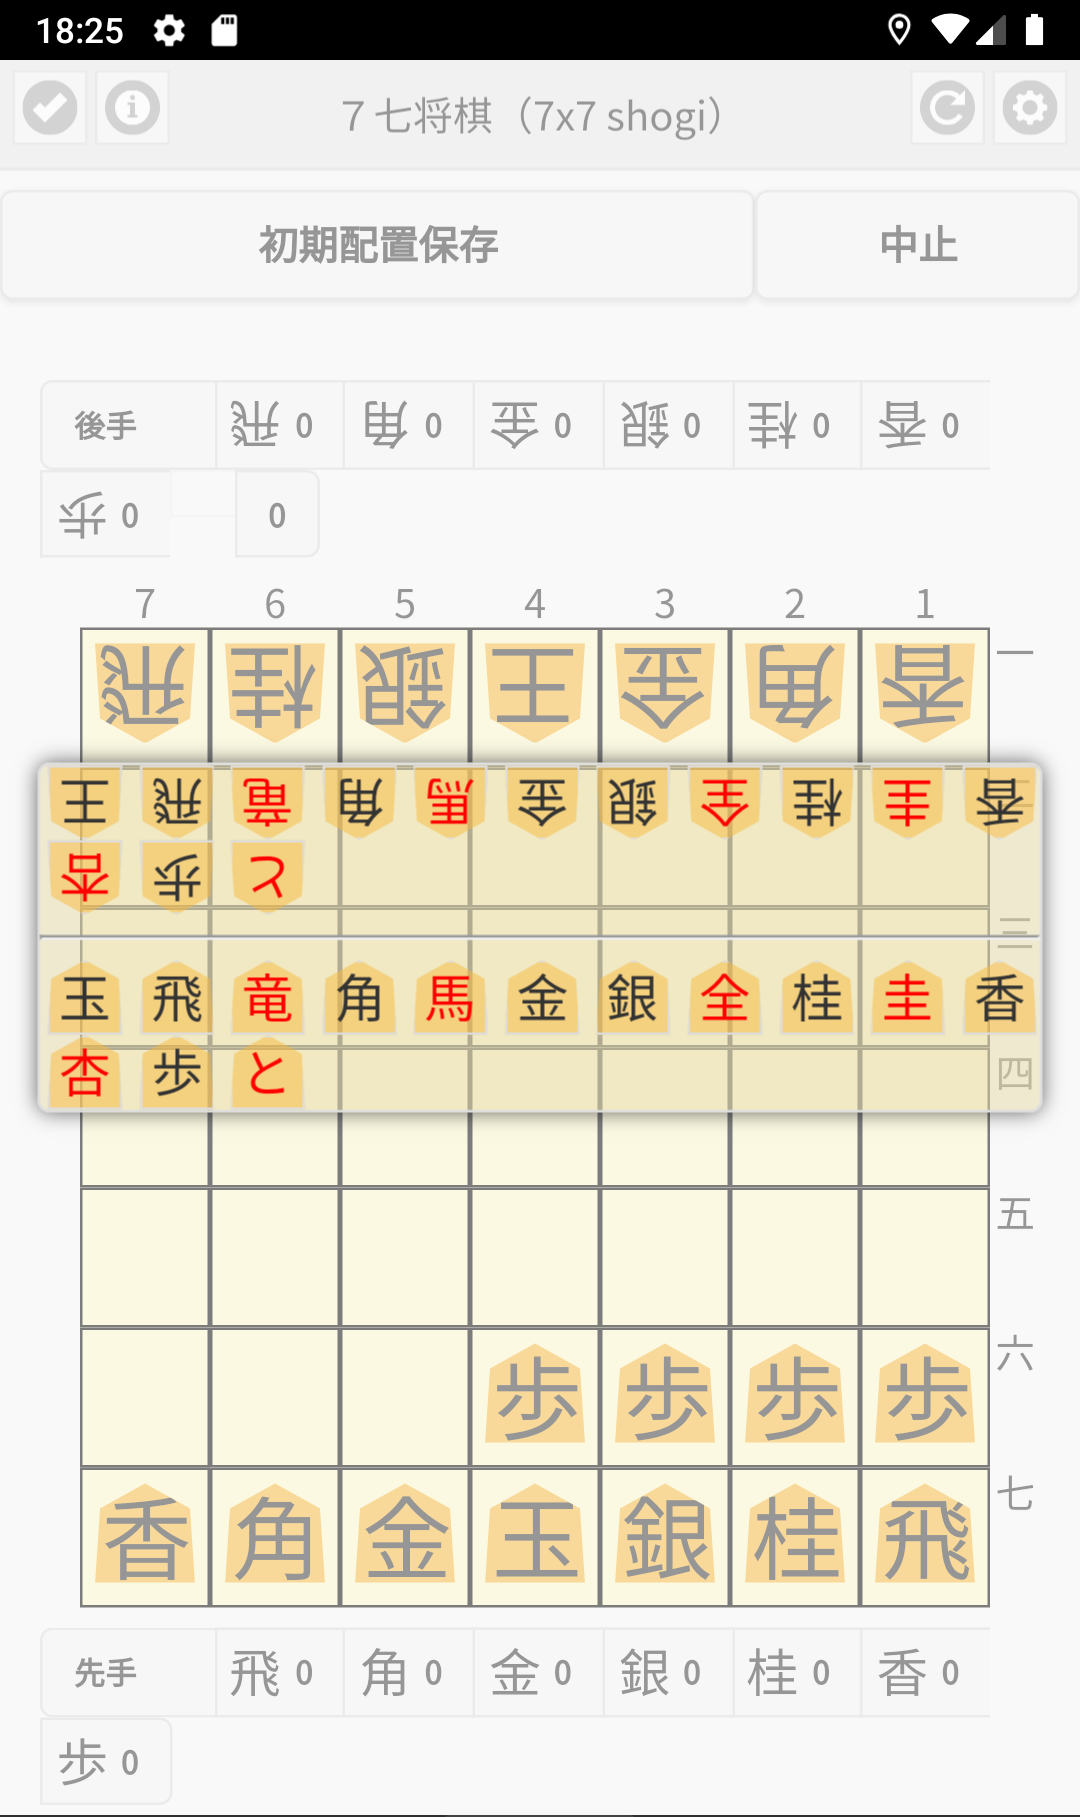 18:25
7 七将棋（7x7 shogi）
初期配置保存 中止
後手 飛 0 角 0 金 0 銀 0 桂 0 香 0
歩 0 0
7 6 5 4 3 2 1
飛 桂 銀 王 金 角 香 一
王 飛 竜 角 馬 金 銀 全 桂 圭 香 二
杏 歩 と
三
玉 飛 竜 角 馬 金 銀 全 桂 圭 香
杏 歩 と 四
五
歩 歩 歩 歩 六
香 角 金 玉 銀 桂 飛 七
先手 飛 0 角 0 金 0 銀 0 桂 0 香 0
歩 0